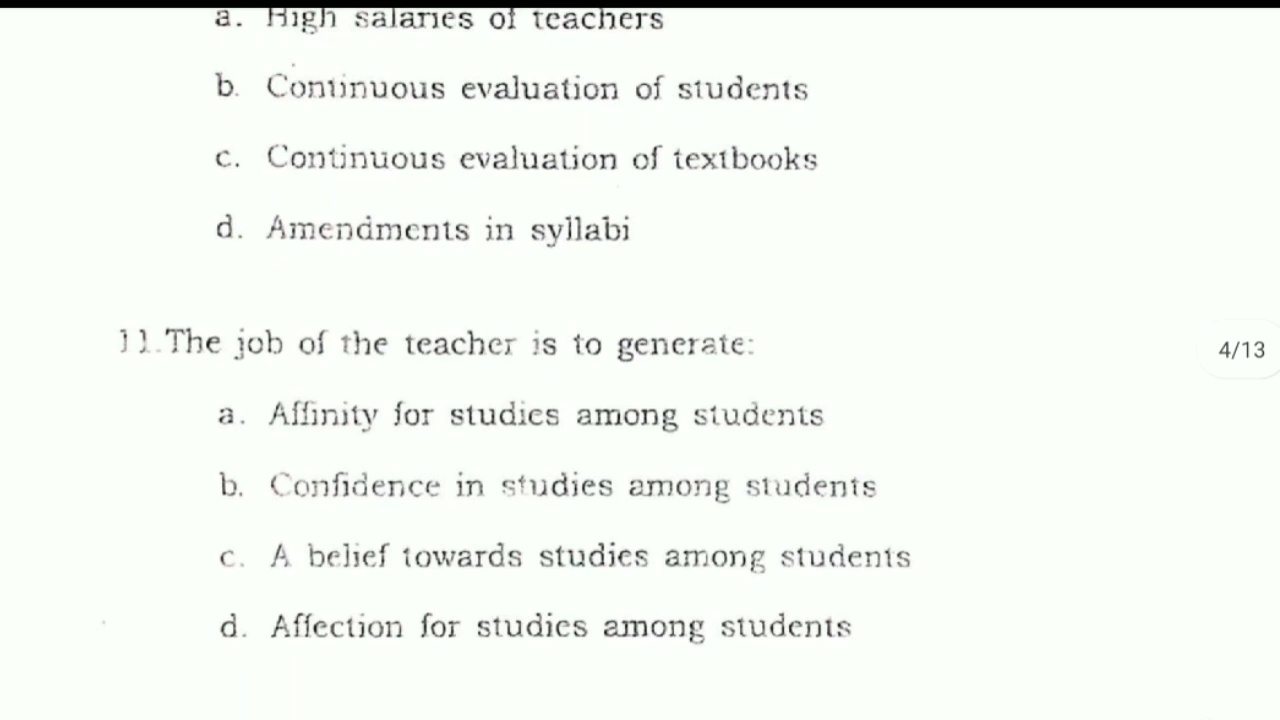 a. High salaries of teachers
b. Continuous evaluation of students
c. Continuous evaluation of textbooks
d. Amendments in syllabi
11.The job of the teacher is to generate:
4/13
a. Affinity for studies among students
b. Confidence in studies among students
c. A belief towards studies among students
d. Affection for studies among students